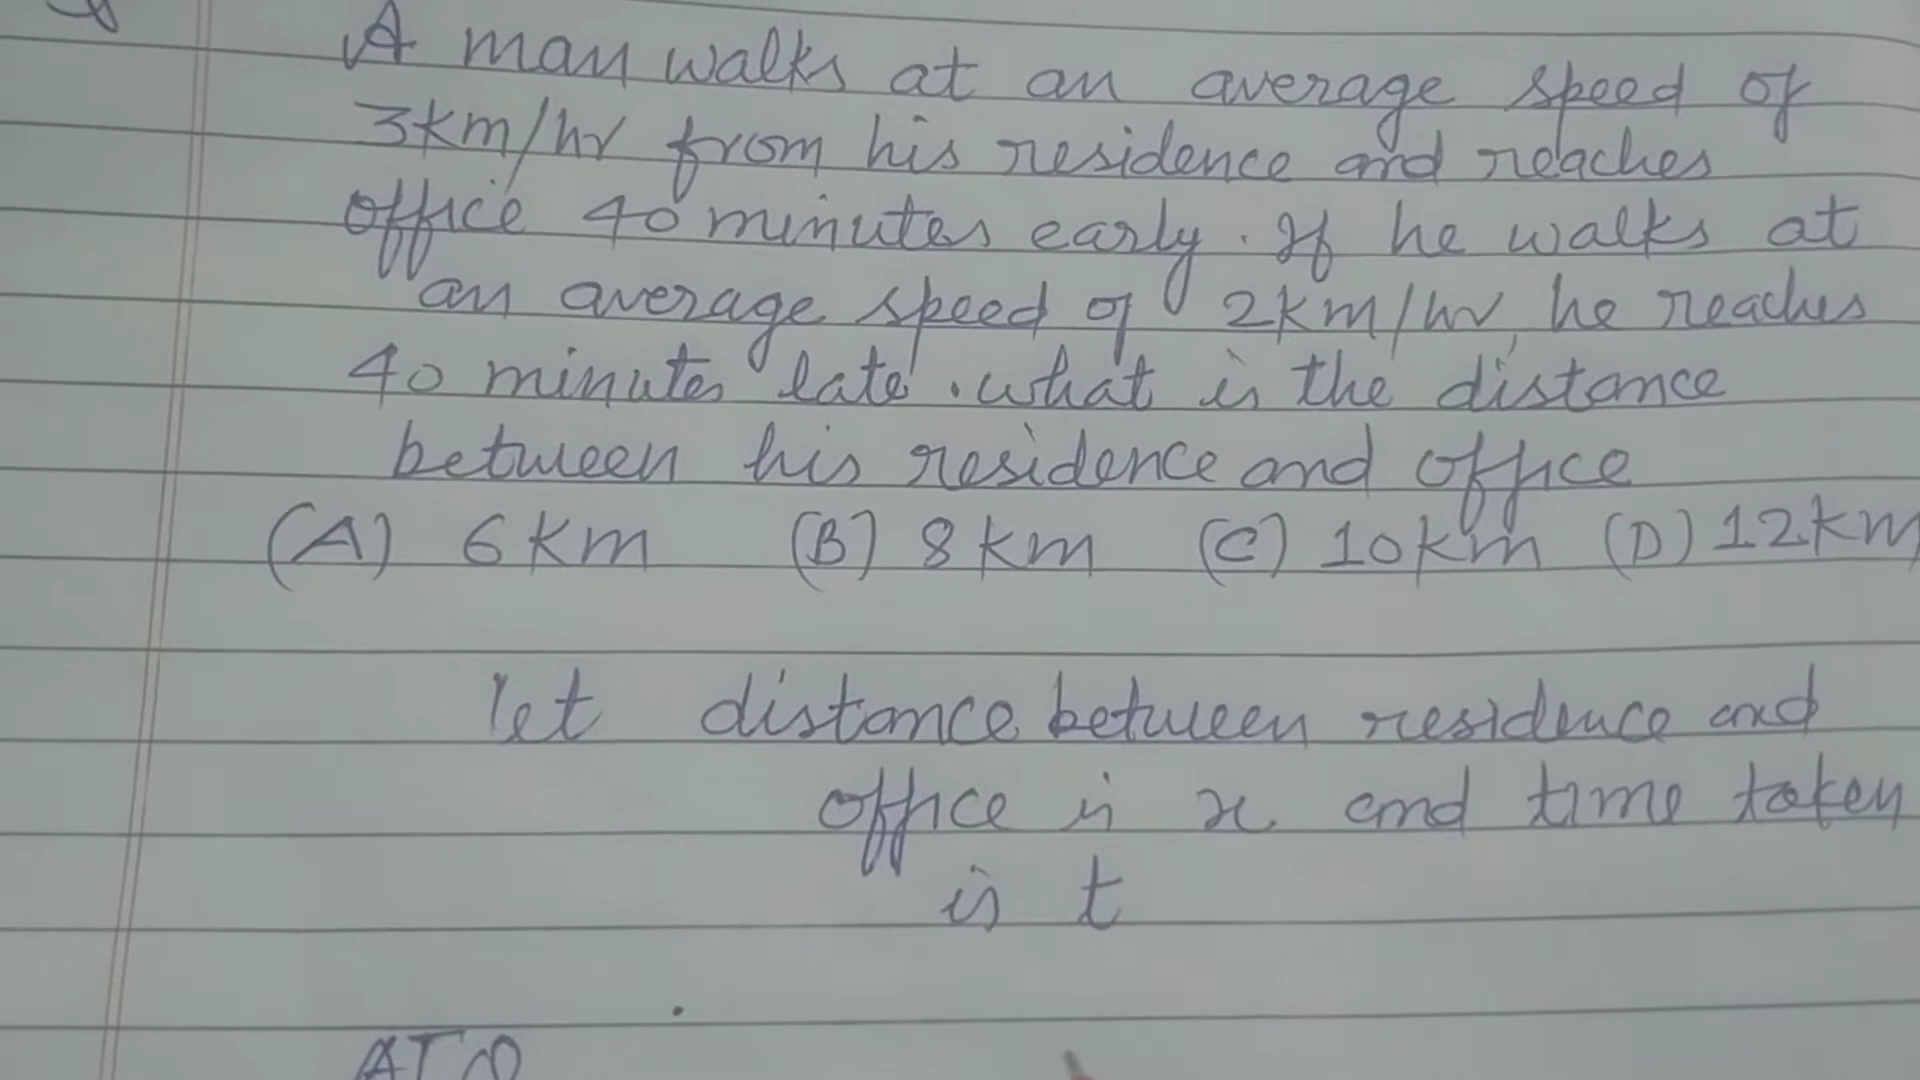 A man walks at an average speed of
3km/hr from his residence and reaches
office 40 minutes early. If he walks at
an average speed of 2km/hr, he reaches
40 minutes late. what is the distance
between his residence and office
(A) 6km (B) 8km (C) 10km (D) 12km
let distance between residence and
office is x and time taken
is t
ATQ